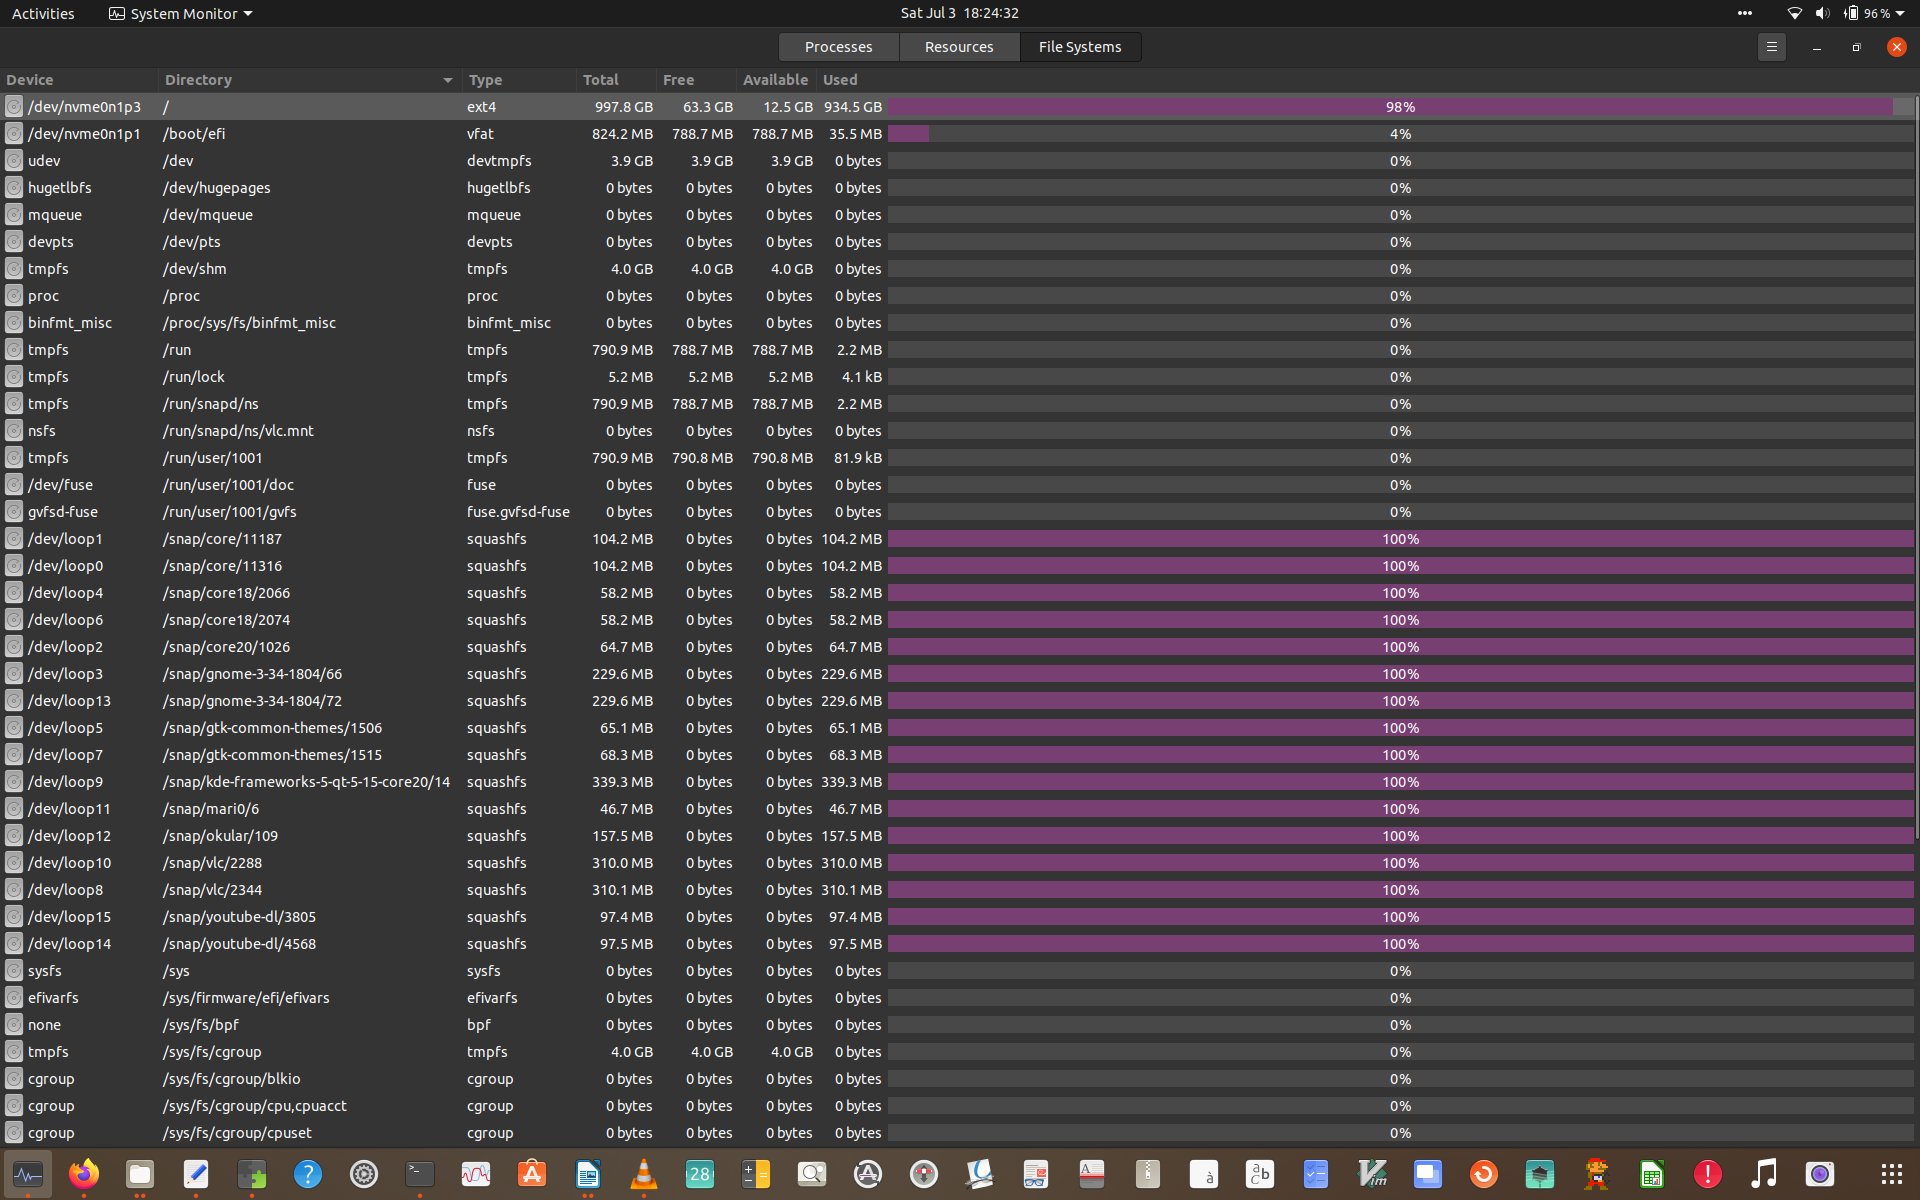 Activities System Monitor Sat Jul 3 18:24:32 96%
Processes Resources File Systems
Device Directory Type Total Free Available Used
/dev/nvme0n1p3 / ext4 997.8 GB 63.3 GB 12.5 GB 934.5 GB 98%
/dev/nvme0n1p1 /boot/efi vfat 824.2 MB 788.7 MB 788.7 MB 35.5 MB 4%
udev /dev devtmpfs 3.9 GB 3.9 GB 3.9 GB 0 bytes 0%
hugetlbfs /dev/hugepages hugetlbfs 0 bytes 0 bytes 0 bytes 0 bytes 0%
mqueue /dev/mqueue mqueue 0 bytes 0 bytes 0 bytes 0 bytes 0%
devpts /dev/pts devpts 0 bytes 0 bytes 0 bytes 0 bytes 0%
tmpfs /dev/shm tmpfs 4.0 GB 4.0 GB 4.0 GB 0 bytes 0%
proc /proc proc 0 bytes 0 bytes 0 bytes 0 bytes 0%
binfmt_misc /proc/sys/fs/binfmt_misc binfmt_misc 0 bytes 0 bytes 0 bytes 0 bytes 0%
tmpfs /run tmpfs 790.9 MB 788.7 MB 788.7 MB 2.2 MB 0%
tmpfs /run/lock tmpfs 5.2 MB 5.2 MB 5.2 MB 4.1 kB 0%
tmpfs /run/snapd/ns tmpfs 790.9 MB 788.7 MB 788.7 MB 2.2 MB 0%
nsfs /run/snapd/ns/vlc.mnt nsfs 0 bytes 0 bytes 0 bytes 0 bytes 0%
tmpfs /run/user/1001 tmpfs 790.9 MB 790.8 MB 790.8 MB 81.9 kB 0%
/dev/fuse /run/user/1001/doc fuse 0 bytes 0 bytes 0 bytes 0 bytes 0%
gvfsd-fuse /run/user/1001/gvfs fuse.gvfsd-fuse 0 bytes 0 bytes 0 bytes 0 bytes 0%
/dev/loop1 /snap/core/11187 squashfs 104.2 MB 0 bytes 0 bytes 104.2 MB 100%
/dev/loop0 /snap/core/11316 squashfs 104.2 MB 0 bytes 0 bytes 104.2 MB 100%
/dev/loop4 /snap/core18/2066 squashfs 58.2 MB 0 bytes 0 bytes 58.2 MB 100%
/dev/loop6 /snap/core18/2074 squashfs 58.2 MB 0 bytes 0 bytes 58.2 MB 100%
/dev/loop2 /snap/core20/1026 squashfs 64.7 MB 0 bytes 0 bytes 64.7 MB 100%
/dev/loop3 /snap/gnome-3-34-1804/66 squashfs 229.6 MB 0 bytes 0 bytes 229.6 MB 100%
/dev/loop13 /snap/gnome-3-34-1804/72 squashfs 229.6 MB 0 bytes 0 bytes 229.6 MB 100%
/dev/loop5 /snap/gtk-common-themes/1506 squashfs 65.1 MB 0 bytes 0 bytes 65.1 MB 100%
/dev/loop7 /snap/gtk-common-themes/1515 squashfs 68.3 MB 0 bytes 0 bytes 68.3 MB 100%
/dev/loop9 /snap/kde-frameworks-5-qt-5-15-core20/14 squashfs 339.3 MB 0 bytes 0 bytes 339.3 MB 100%
/dev/loop11 /snap/mari0/6 squashfs 46.7 MB 0 bytes 0 bytes 46.7 MB 100%
/dev/loop12 /snap/okular/109 squashfs 157.5 MB 0 bytes 0 bytes 157.5 MB 100%
/dev/loop10 /snap/vlc/2288 squashfs 310.0 MB 0 bytes 0 bytes 310.0 MB 100%
/dev/loop8 /snap/vlc/2344 squashfs 310.1 MB 0 bytes 0 bytes 310.1 MB 100%
/dev/loop15 /snap/youtube-dl/3805 squashfs 97.4 MB 0 bytes 0 bytes 97.4 MB 100%
/dev/loop14 /snap/youtube-dl/4568 squashfs 97.5 MB 0 bytes 0 bytes 97.5 MB 100%
sysfs /sys sysfs 0 bytes 0 bytes 0 bytes 0 bytes 0%
efivarfs /sys/firmware/efi/efivars efivarfs 0 bytes 0 bytes 0 bytes 0 bytes 0%
none /sys/fs/bpf bpf 0 bytes 0 bytes 0 bytes 0 bytes 0%
tmpfs /sys/fs/cgroup tmpfs 4.0 GB 4.0 GB 4.0 GB 0 bytes 0%
cgroup /sys/fs/cgroup/blkio cgroup 0 bytes 0 bytes 0 bytes 0 bytes 0%
cgroup /sys/fs/cgroup/cpu,cpuacct cgroup 0 bytes 0 bytes 0 bytes 0 bytes 0%
cgroup /sys/fs/cgroup/cpuset cgroup 0 bytes 0 bytes 0 bytes 0 bytes 0%
28